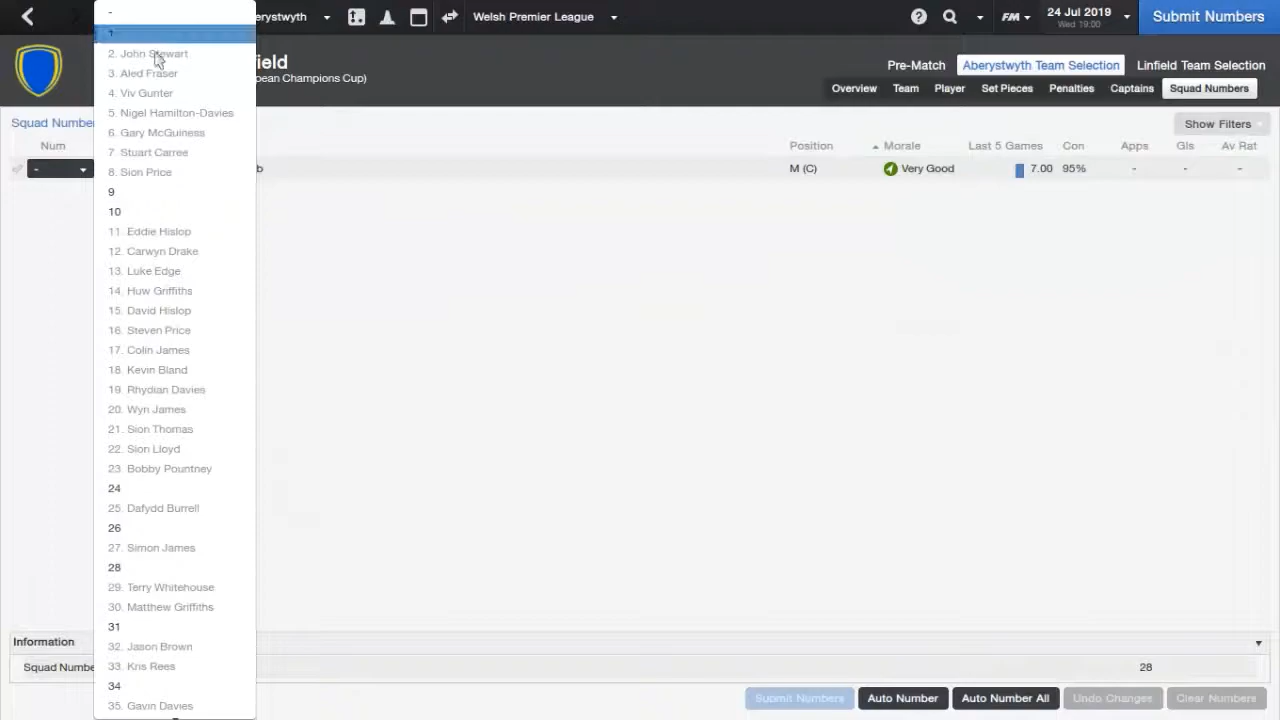 erystwyth
Welsh Premier League
FM
24 Jul 2019
Wed 19:00
Submit Numbers
ield
pean Champions Cup)
Pre-Match
Aberystwyth Team Selection
Linfield Team Selection
Overview
Team
Player
Set Pieces
Penalties
Captains
Squad Numbers
Squad Number
Show Filters
Num
Position
Morale
Last 5 Games
Con
Apps
Gls
Av Rat
-
b
M (C)
Very Good
7.00
95%
-
-
-
-
1
2. John Stewart
3. Aled Fraser
4. Viv Gunter
5. Nigel Hamilton-Davies
6. Gary McGuiness
7. Stuart Carree
8. Sion Price
9
10
11. Eddie Hislop
12. Carwyn Drake
13. Luke Edge
14. Huw Griffiths
15. David Hislop
16. Steven Price
17. Colin James
18. Kevin Bland
19. Rhydian Davies
20. Wyn James
21. Sion Thomas
22. Sion Lloyd
23. Bobby Pountney
24
25. Dafydd Burrell
26
27. Simon James
28
29. Terry Whitehouse
30. Matthew Griffiths
31
32. Jason Brown
33. Kris Rees
34
35. Gavin Davies
Information
Squad Numbe
28
Submit Numbers
Auto Number
Auto Number All
Undo Changes
Clear Numbers